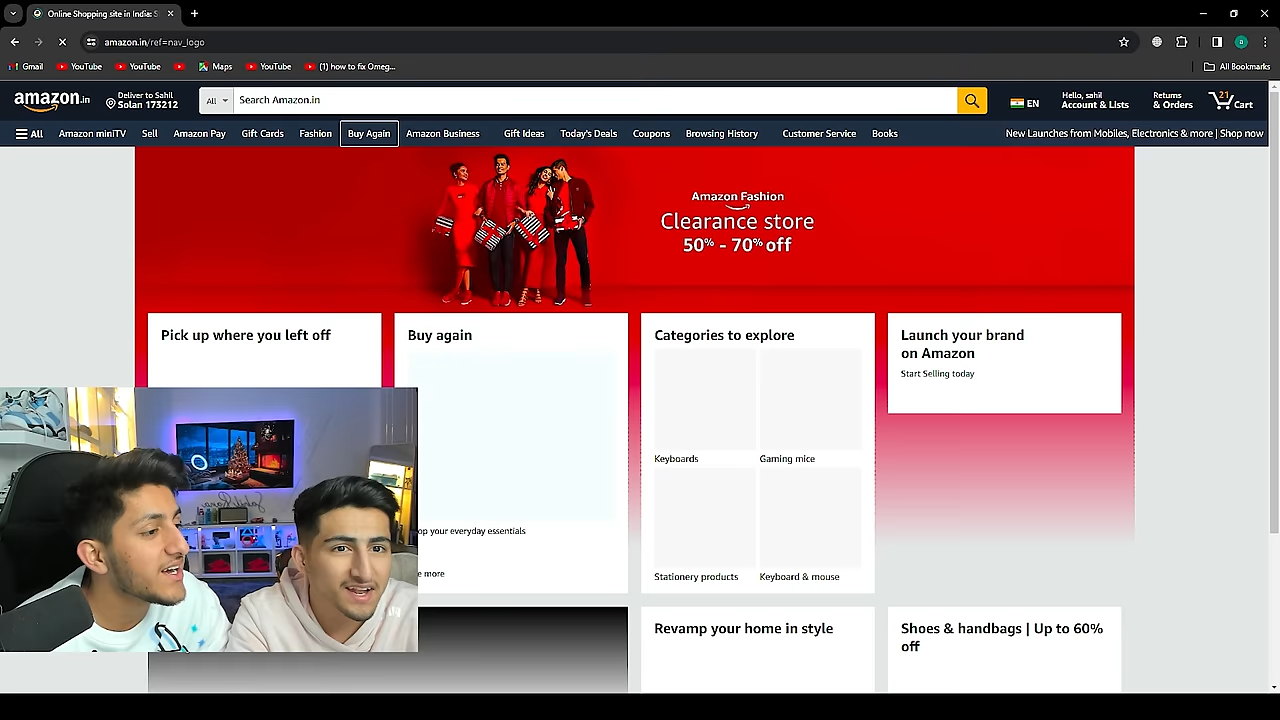 Online Shopping site in India: S
amazon.in/ref=nav_logo
Gmail
YouTube
YouTube
Maps
YouTube
(1) how to fix Omeg...
All Bookmarks
amazon.in
Deliver to Sahil
Solan 173212
All
Search Amazon.in
EN
Hello, sahil
Account & Lists
Returns
& Orders
21
Cart
All
Amazon miniTV
Sell
Amazon Pay
Gift Cards
Fashion
Buy Again
Amazon Business
Gift Ideas
Today's Deals
Coupons
Browsing History
Customer Service
Books
New Launches from Mobiles, Electronics & more | Shop now
Amazon Fashion
Clearance store
50% - 70% off
Pick up where you left off
Buy again
Categories to explore
Launch your brand
on Amazon
Start Selling today
Keyboards
Gaming mice
your everyday essentials
more
Stationery products
Keyboard & mouse
Revamp your home in style
Shoes & handbags | Up to 60%
off